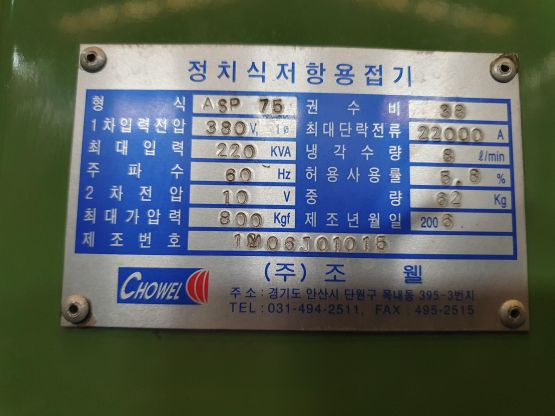 정치식저항용접기
형 식 ASP 75 권 수 비 38
1차입력전압 380 V, 1ø 최대단락전류 22000 A
최 대 입 력 220 KVA 냉 각 수 량 8 ℓ/min
주 파 수 60 Hz 허용사용률 5.6 %
2 차 전 압 10 V 중 량 62 Kg
최대가압력 800 Kgf 제조년월일 2006.
제 조 번 호 1M06J01015
(주) 조 웰
CHOWEL
주 소 : 경기도 안산시 단원구 목내동 395-3번지
TEL : 031-494-2511, FAX : 495-2515